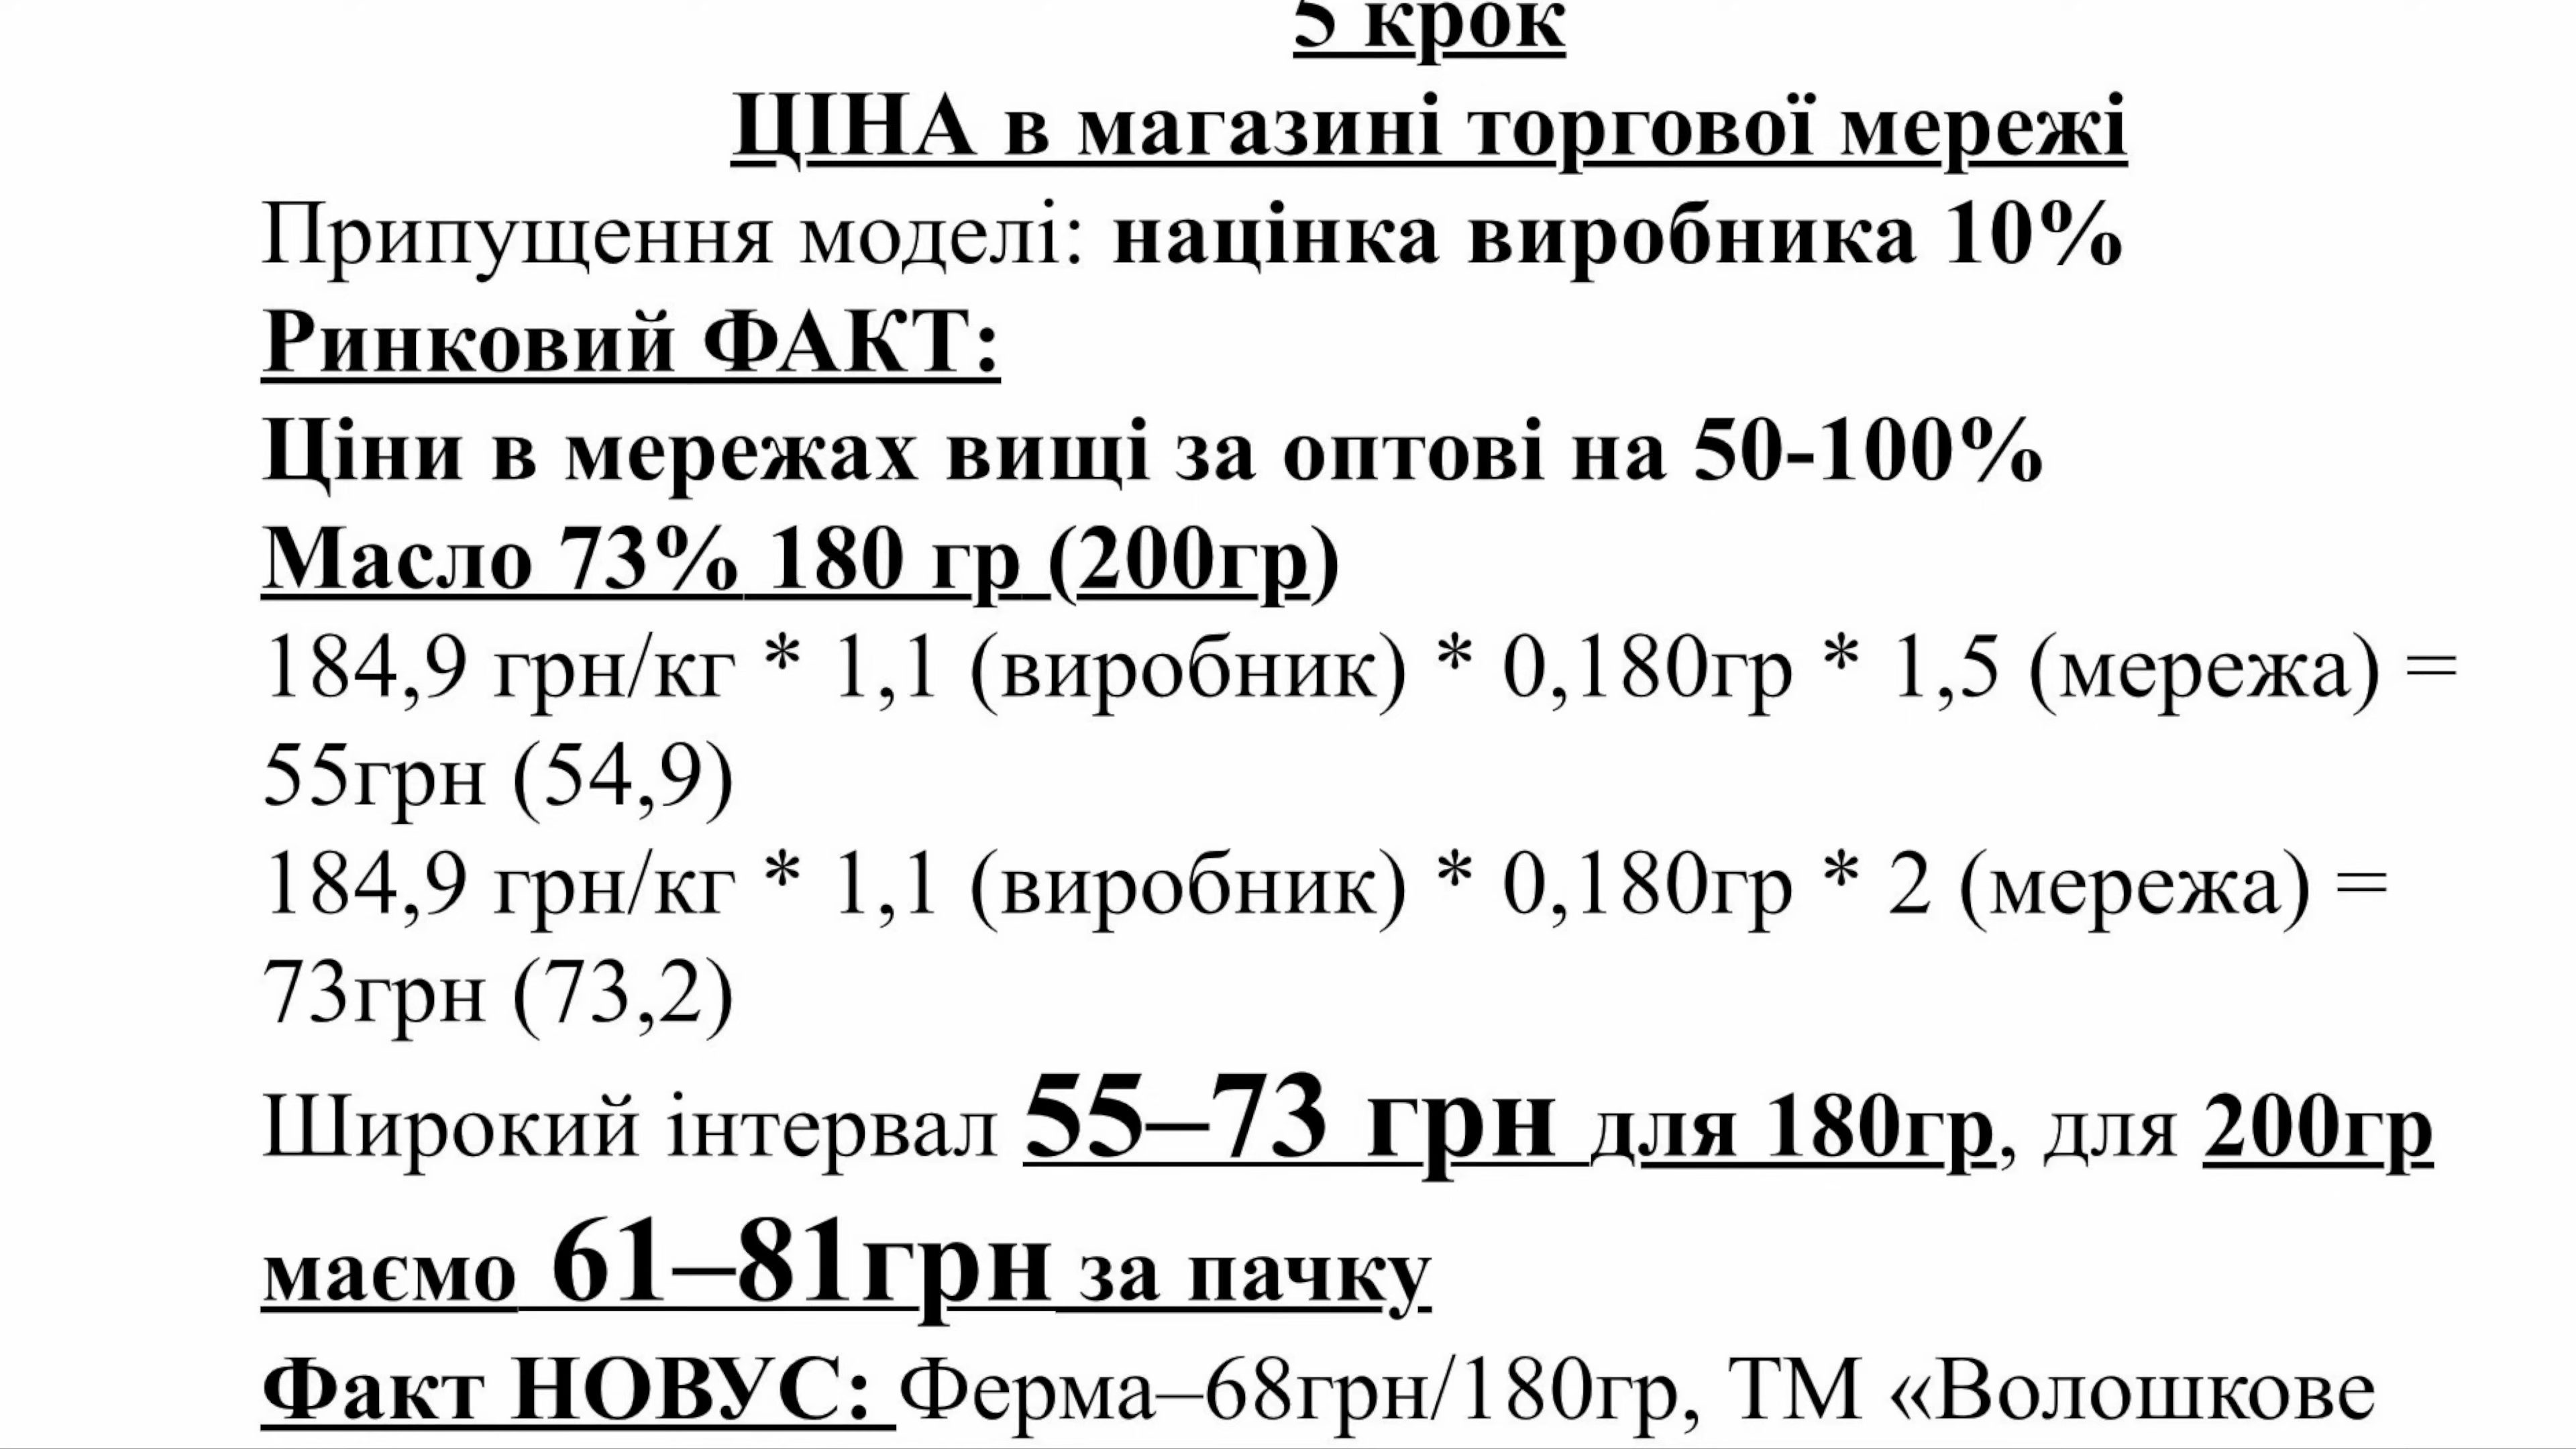 5 крок
ЦІНА в магазині торгової мережі
Припущення моделі: націнка виробника 10%
Ринковий ФАКТ:
Ціни в мережах вищі за оптові на 50-100%
Масло 73% 180 гр (200гр)
184,9 грн/кг * 1,1 (виробник) * 0,180гр * 1,5 (мережа) =
55грн (54,9)
184,9 грн/кг * 1,1 (виробник) * 0,180гр * 2 (мережа) =
73грн (73,2)
Широкий інтервал 55–73 грн для 180гр, для 200гр
маємо 61–81грн за пачку
Факт НОВУС: Ферма–68грн/180гр, ТМ «Волошкове